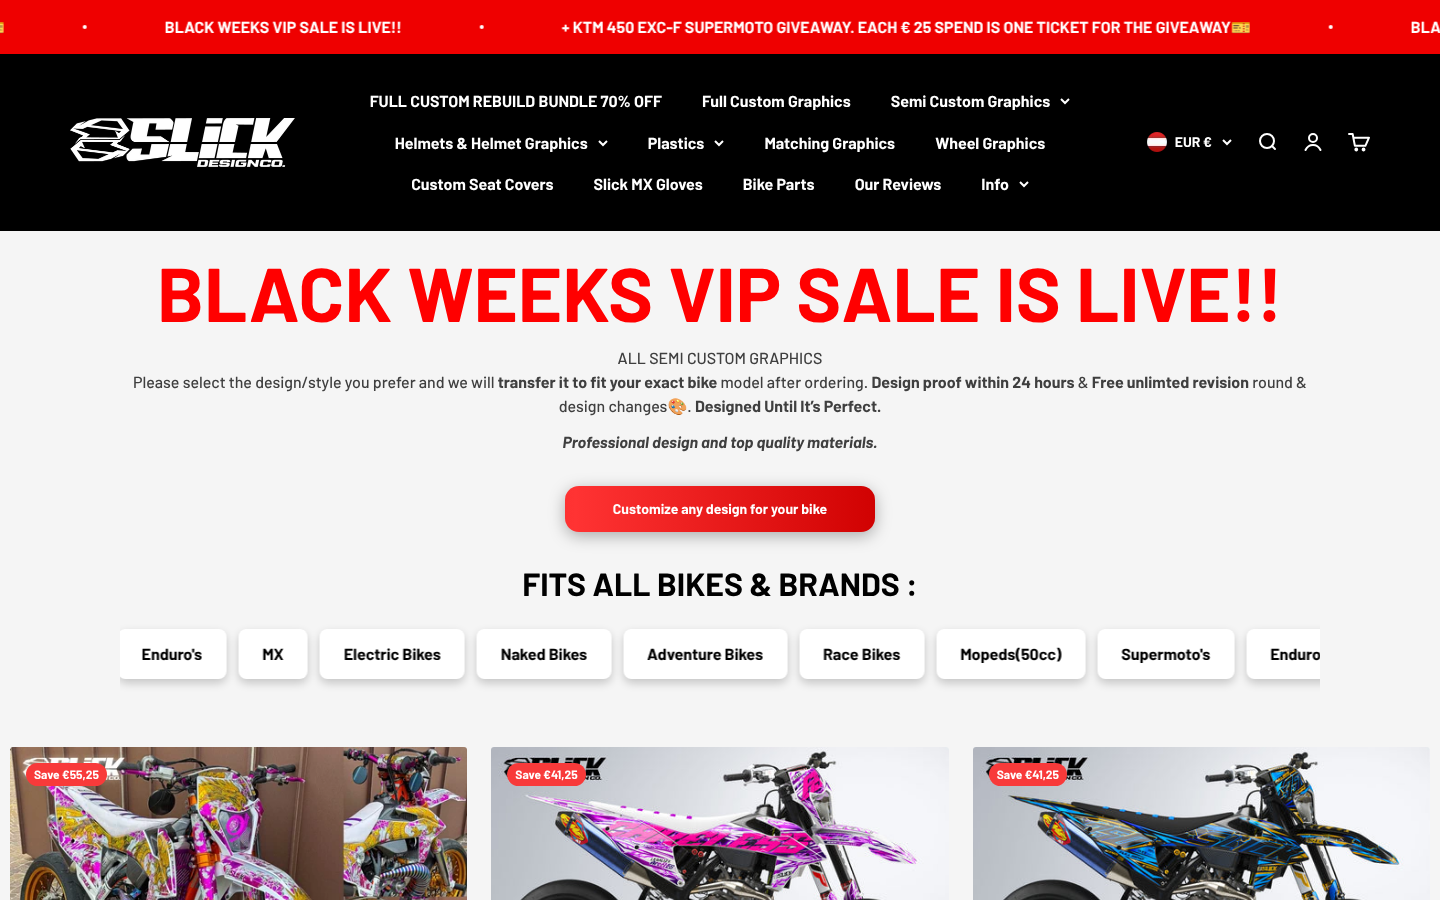 BLACK WEEKS VIP SALE IS LIVE!! • + KTM 450 EXC-F SUPERMOTO GIVEAWAY. EACH € 25 SPEND IS ONE TICKET FOR THE GIVEAWAY🎫 • BLA
SLICK
DESIGNCO.
FULL CUSTOM REBUILD BUNDLE 70% OFF
Full Custom Graphics
Semi Custom Graphics
Helmets & Helmet Graphics
Plastics
Matching Graphics
Wheel Graphics
Custom Seat Covers
Slick MX Gloves
Bike Parts
Our Reviews
Info
EUR €
BLACK WEEKS VIP SALE IS LIVE!!
ALL SEMI CUSTOM GRAPHICS
Please select the design/style you prefer and we will transfer it to fit your exact bike model after ordering. Design proof within 24 hours & Free unlimted revision round &
design changes🎨. Designed Until It's Perfect.
Professional design and top quality materials.
Customize any design for your bike
FITS ALL BIKES & BRANDS :
Enduro's
MX
Electric Bikes
Naked Bikes
Adventure Bikes
Race Bikes
Mopeds(50cc)
Supermoto's
Enduro
Save €55,25
Save €41,25
Save €41,25